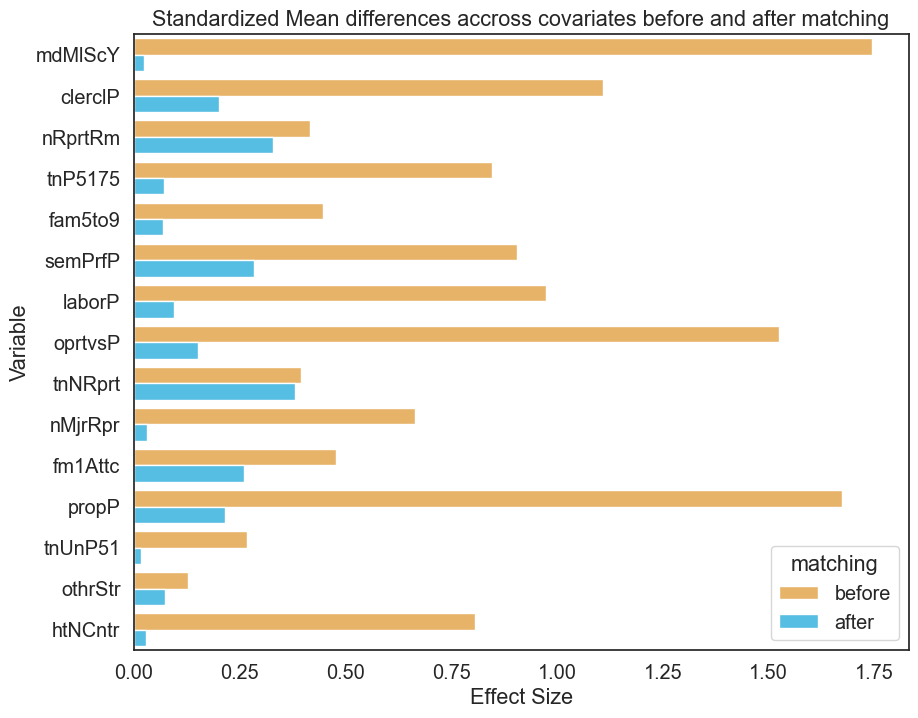 Standardized Mean differences accross covariates before and after matching
mdMlScY
clerclP
nRprtRm
tnP5175
fam5to9
semPrfP
laborP
oprtvsP
tnNRprt
nMjrRpr
fm1Attc
propP
tnUnP51
othrStr
htNCntr
Variable
matching
before
after
0.00 0.25 0.50 0.75 1.00 1.25 1.50 1.75
Effect Size